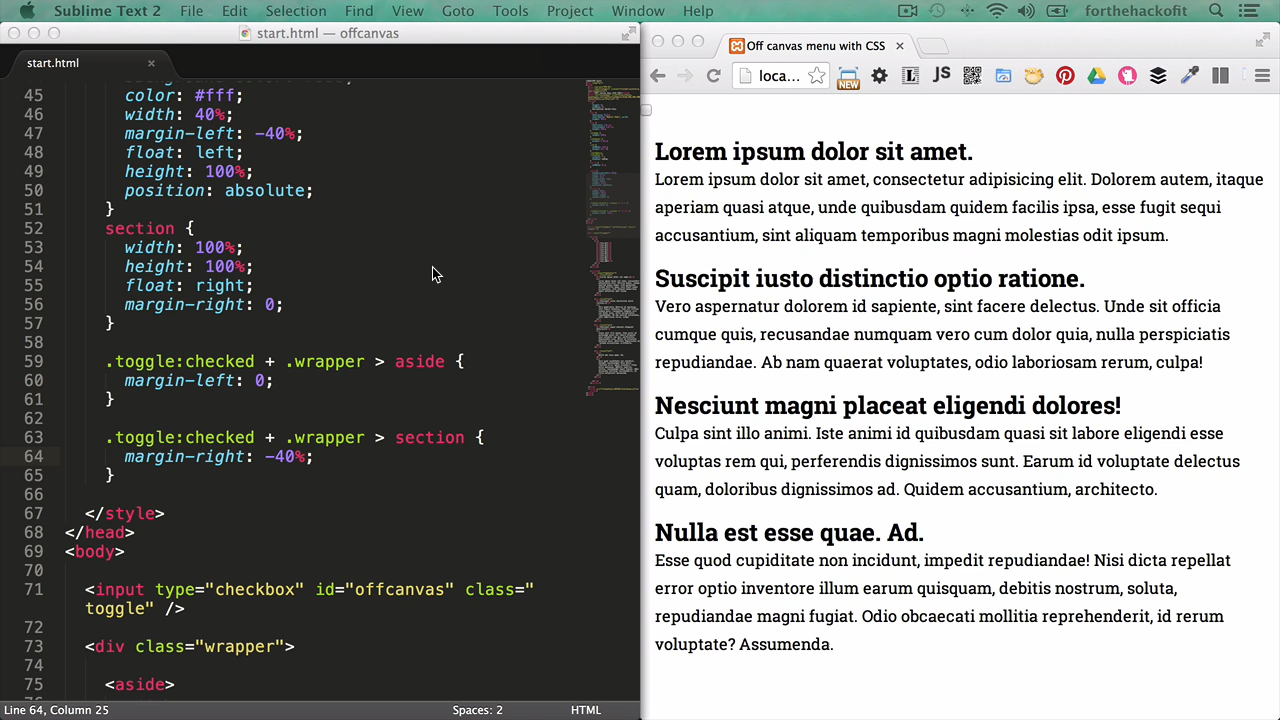 Sublime Text 2 File Edit Selection Find View Goto Tools Project Window Help forthehackofit
start.html — offcanvas
start.html
45 color: #fff;
46 width: 40%;
47 margin-left: -40%;
48 float: left;
49 height: 100%;
50 position: absolute;
51 }
52 section {
53 width: 100%;
54 height: 100%;
55 float: right;
56 margin-right: 0;
57 }
58
59 .toggle:checked + .wrapper > aside {
60 margin-left: 0;
61 }
62
63 .toggle:checked + .wrapper > section {
64 margin-right: -40%;
65 }
66
67 </style>
68 </head>
69 <body>
70
71 <input type="checkbox" id="offcanvas" class="
toggle" />
72
73 <div class="wrapper">
74
75 <aside>
Line 64, Column 25 Spaces: 2 HTML
Off canvas menu with CSS
loca... NEW L JS
Lorem ipsum dolor sit amet.
Lorem ipsum dolor sit amet, consectetur adipisicing elit. Dolorem autem, itaque
aperiam quasi itque, unde quibusdam quidem facilis ipsa, esse fugit sequi
accusantium, sint aliquam temporibus magni molestias odit ipsum.
Suscipit iusto distinctio optio ratione.
Vero aspernatur dolorem id sapiente, sint facere delectus. Unde sit officia
cumque quis, recusandae numquam vero cum dolor quia, nulla perspiciatis
repudiandae. Ab nam quaerat voluptates, odio laboriosam rerum, culpa!
Nesciunt magni placeat eligendi dolores!
Culpa sint illo animi. Iste animi id quibusdam quasi sit labore eligendi esse
voluptas rem qui, perferendis dignissimos sunt. Earum id voluptate delectus
quam, doloribus dignissimos ad. Quidem accusantium, architecto.
Nulla est esse quae. Ad.
Esse quod cupiditate non incidunt, impedit repudiandae! Nisi dicta repellat
error optio inventore illum earum quisquam, debitis nostrum, soluta,
repudiandae magni fugiat. Odio obcaecati mollitia reprehenderit, id rerum
voluptate? Assumenda.